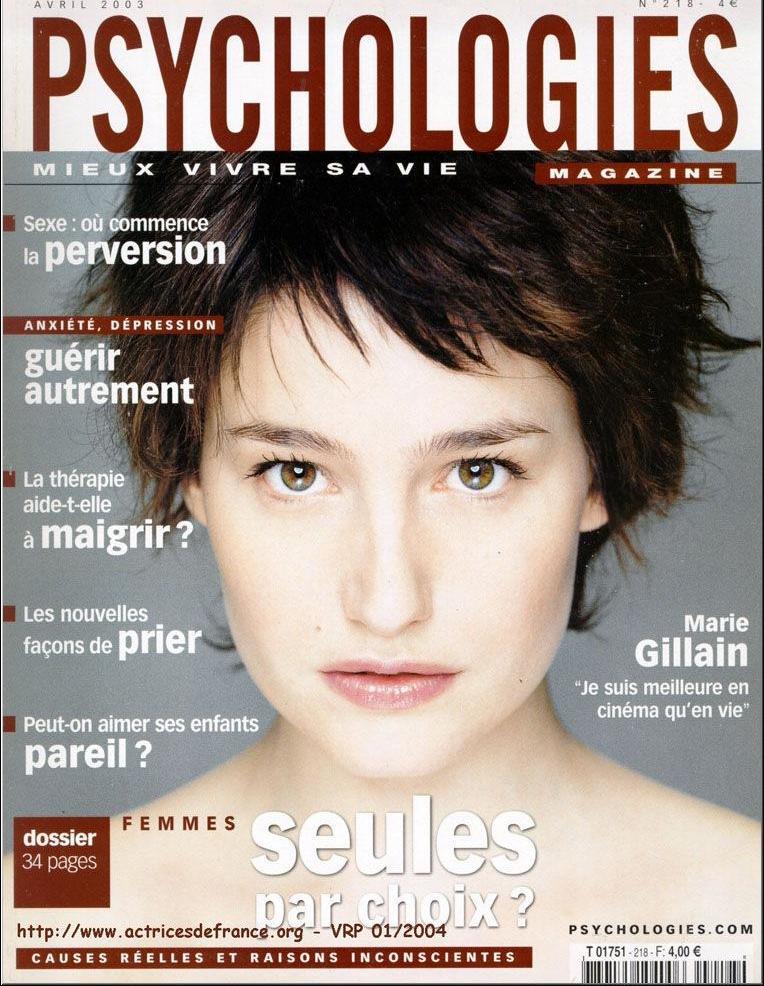 AVRIL 2003
N°218- 4€
PSYCHOLOGIES
MIEUX VIVRE SA VIE
MAGAZINE
Sexe : où commence
la perversion
ANXIÉTÉ, DÉPRESSION
guérir
autrement
La thérapie
aide-t-elle
à maigrir ?
Les nouvelles
façons de prier
Peut-on aimer ses enfants
pareil ?
Marie
Gillain
"Je suis meilleure en
cinéma qu'en vie"
dossier
34 pages
FEMMES
seules
par choix ?
http://www.actricesdefrance.org - VRP 01/2004
CAUSES RÉELLES ET RAISONS INCONSCIENTES
PSYCHOLOGIES.COM
T 01751 - 218 - F: 4,00 €